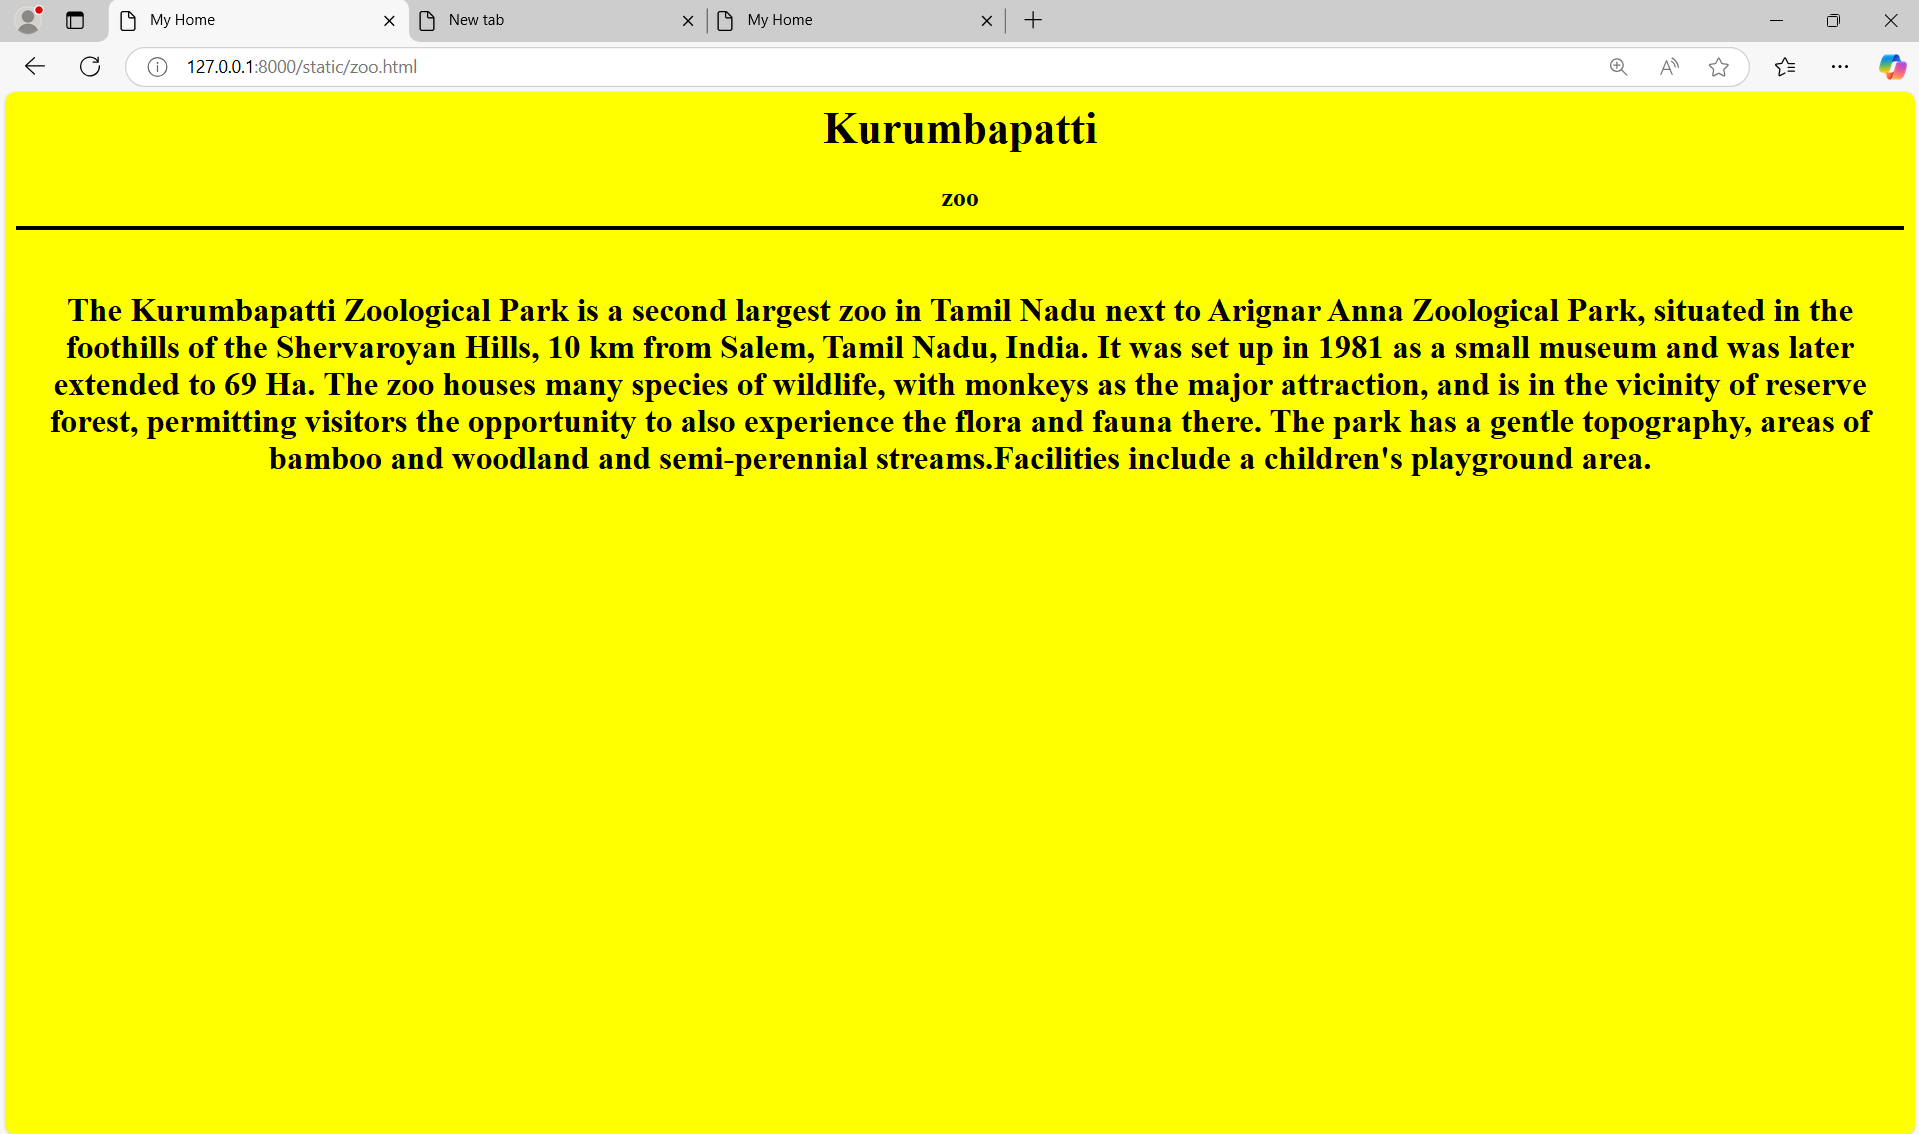 My Home
New tab
My Home
127.0.0.1:8000/static/zoo.html
Kurumbapatti
zoo
The Kurumbapatti Zoological Park is a second largest zoo in Tamil Nadu next to Arignar Anna Zoological Park, situated in the
foothills of the Shervaroyan Hills, 10 km from Salem, Tamil Nadu, India. It was set up in 1981 as a small museum and was later
extended to 69 Ha. The zoo houses many species of wildlife, with monkeys as the major attraction, and is in the vicinity of reserve
forest, permitting visitors the opportunity to also experience the flora and fauna there. The park has a gentle topography, areas of
bamboo and woodland and semi-perennial streams.Facilities include a children's playground area.